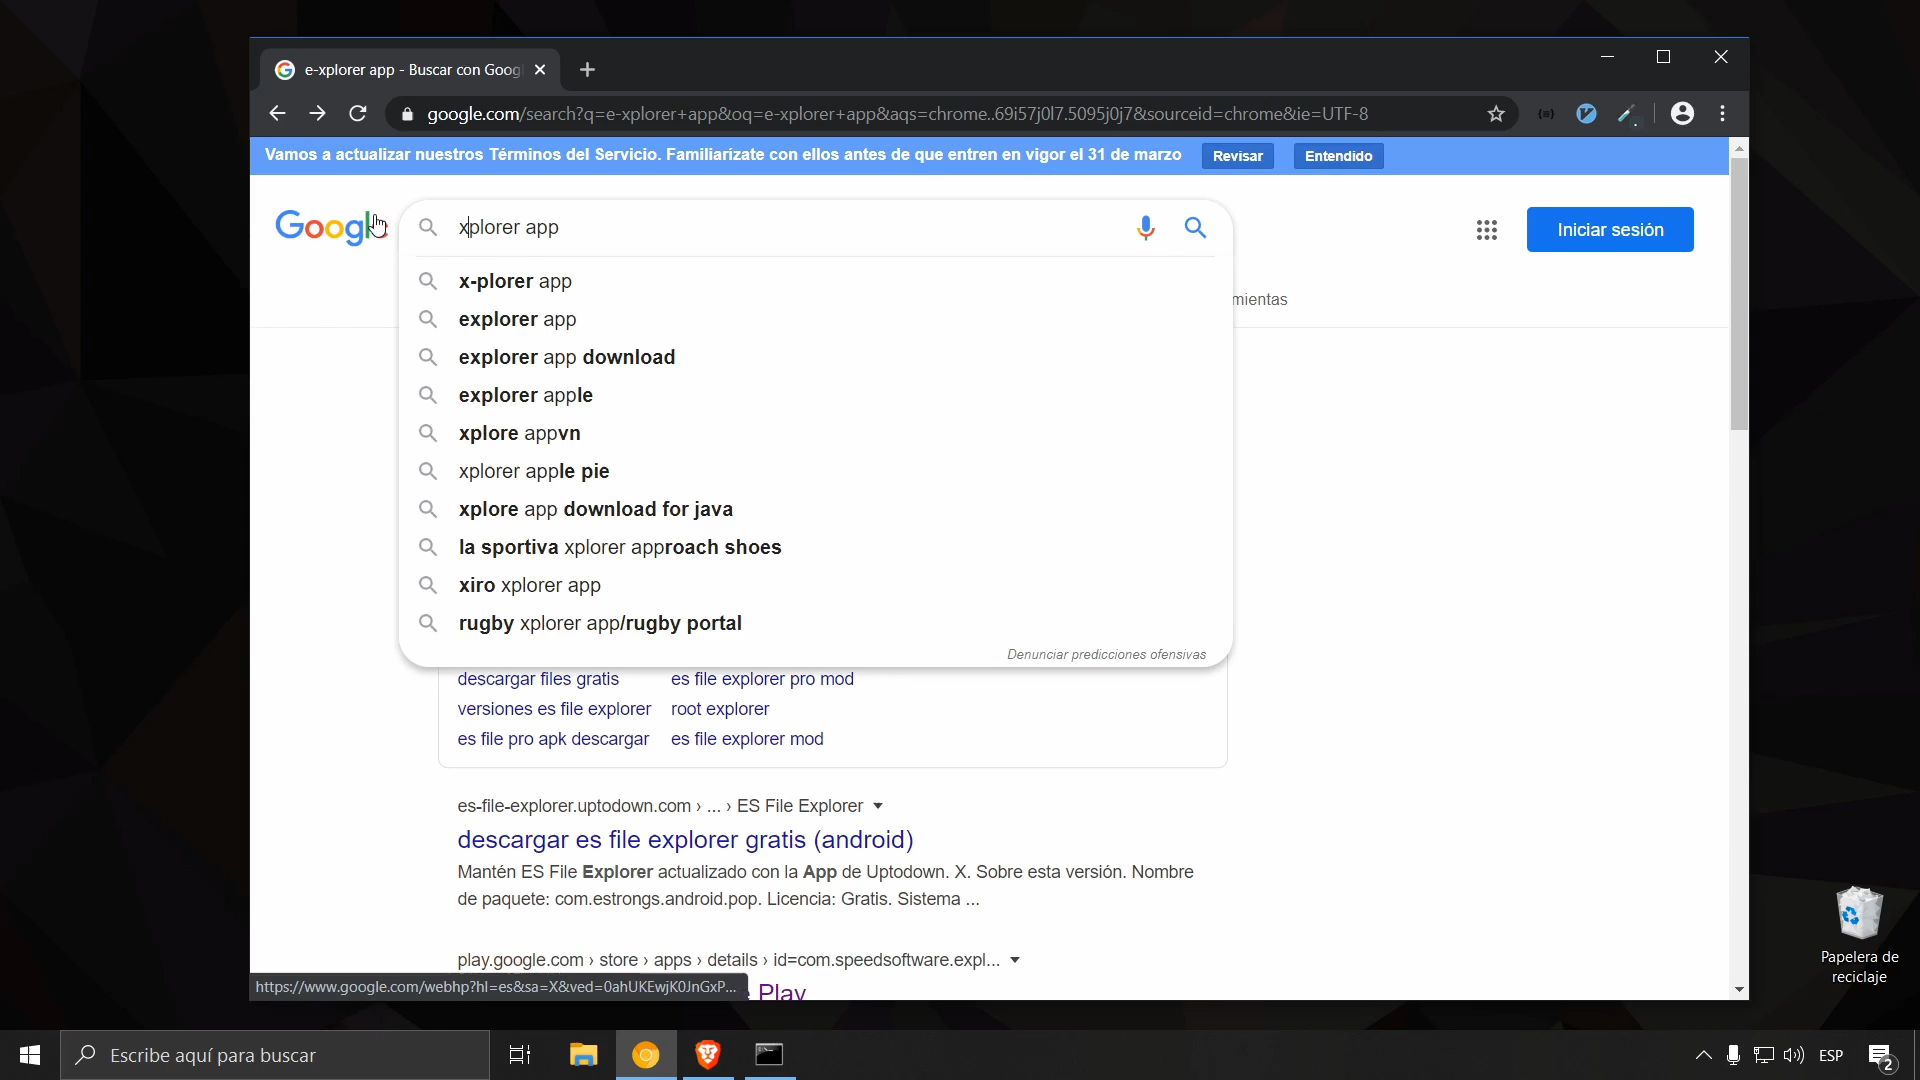 e-xplorer app - Buscar con Goog
google.com/search?q=e-xplorer+app&oq=e-xplorer+app&aqs=chrome..69i57j0l7.5095j0j7&sourceid=chrome&ie=UTF-8
Vamos a actualizar nuestros Términos del Servicio. Familiarízate con ellos antes de que entren en vigor el 31 de marzo Revisar Entendido
Google xplorer app Iniciar sesión
x-plorer app
mientas
explorer app
explorer app download
explorer apple
xplore appvn
xplorer apple pie
xplore app download for java
la sportiva xplorer approach shoes
xiro xplorer app
rugby xplorer app/rugby portal
Denunciar predicciones ofensivas
descargar files gratis es file explorer pro mod
versiones es file explorer root explorer
es file pro apk descargar es file explorer mod
es-file-explorer.uptodown.com › ... › ES File Explorer
descargar es file explorer gratis (android)
Mantén ES File Explorer actualizado con la App de Uptodown. X. Sobre esta versión. Nombre
de paquete: com.estrongs.android.pop. Licencia: Gratis. Sistema ...
play.google.com › store › apps › details › id=com.speedsoftware.expl...
Play
https://www.google.com/webhp?hl=es&sa=X&ved=0ahUKEwjK0JnGxP...
Papelera de
reciclaje
Escribe aquí para buscar
ESP
2